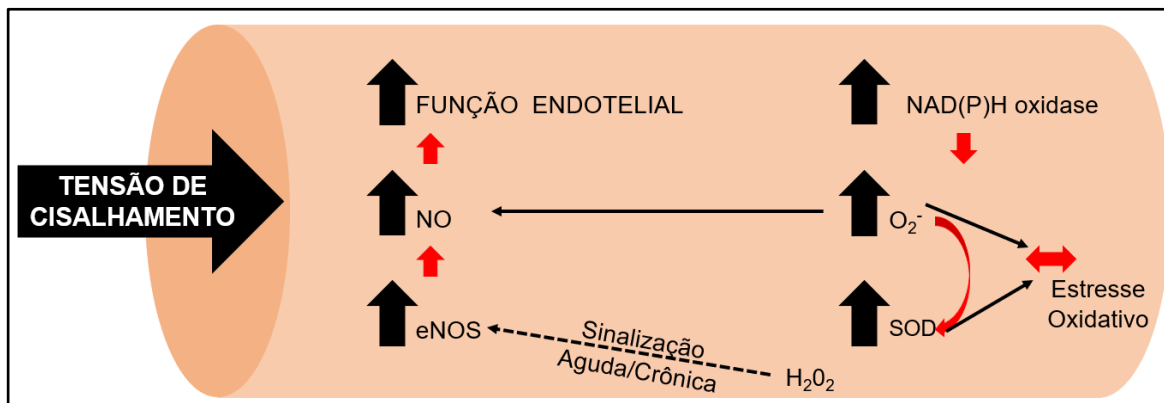 TENSÃO DE
CISALHAMENTO
FUNÇÃO ENDOTELIAL
NO
eNOS
Sinalização
Aguda/Crônica
H₂0₂
NAD(P)H oxidase
O₂⁻
SOD
Estresse
Oxidativo